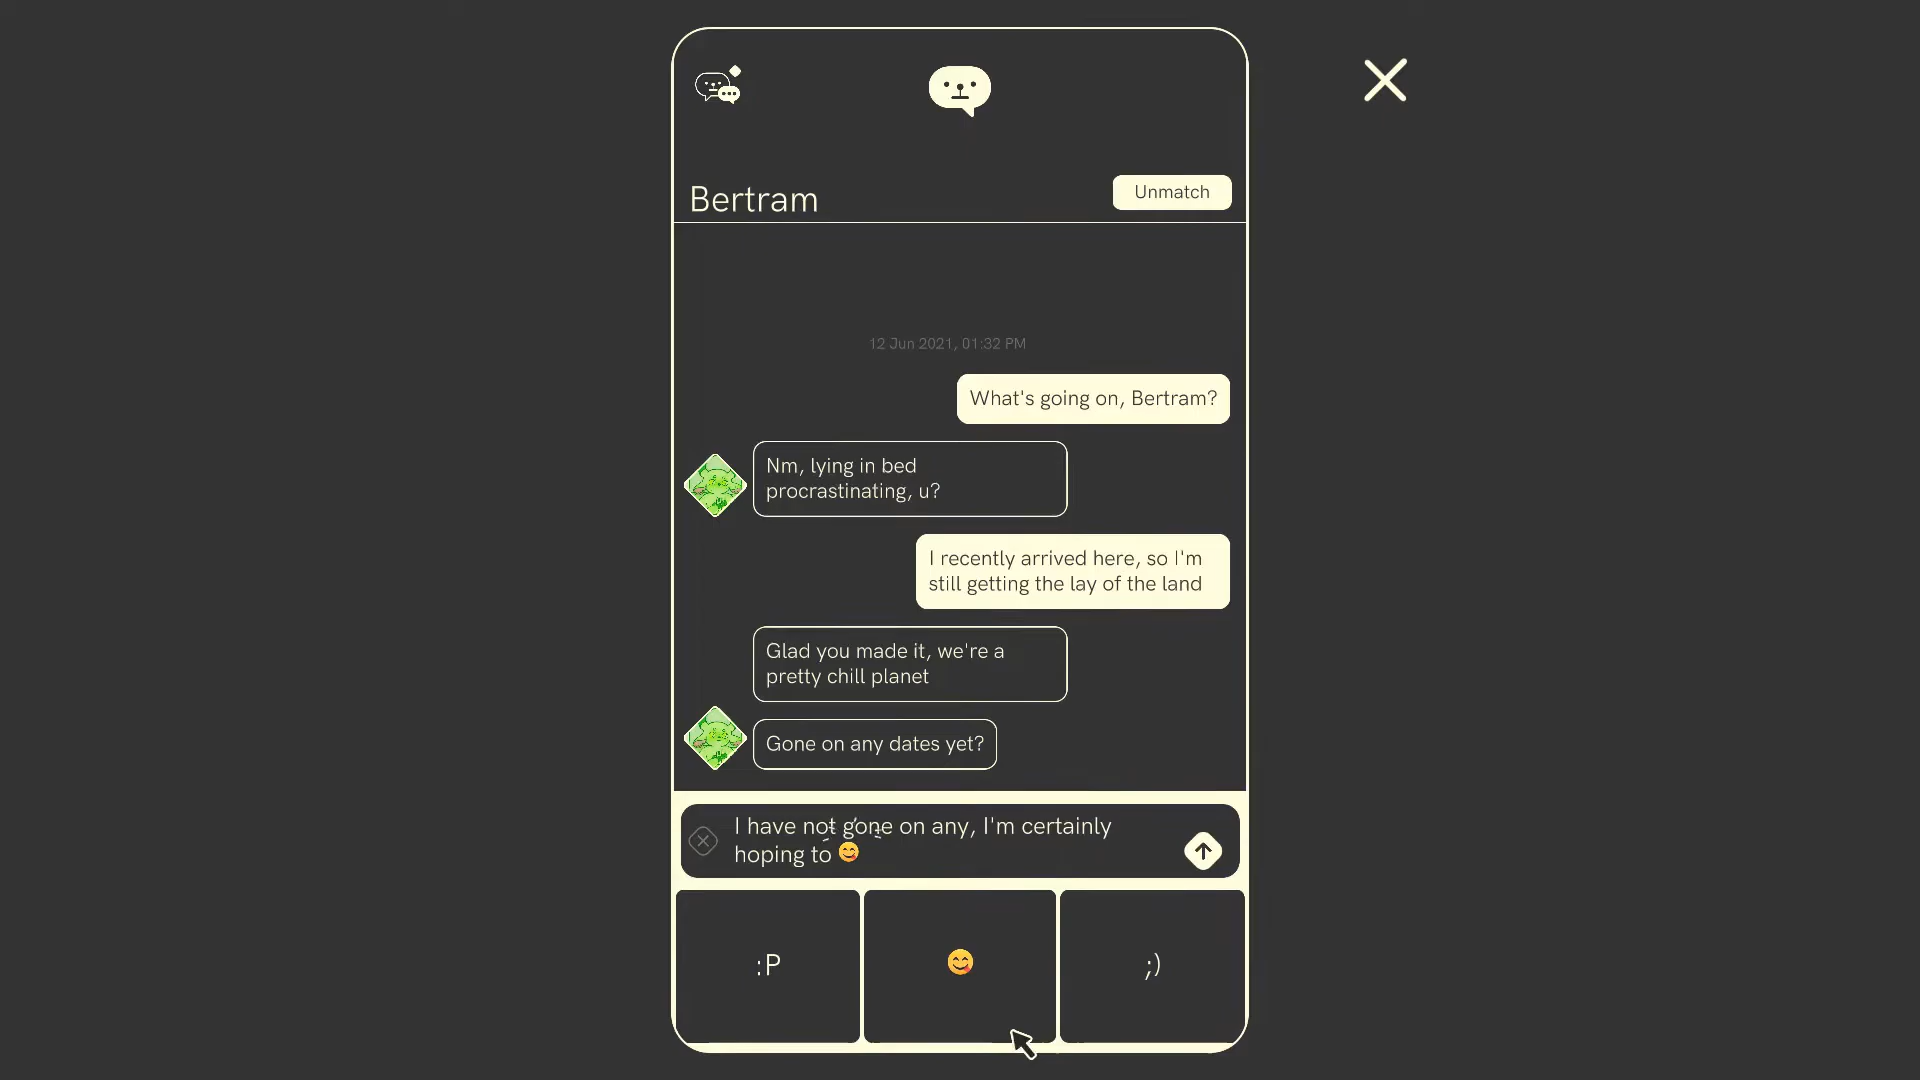 Bertram
Unmatch
12 Jun 2021, 01:32 PM
What's going on, Bertram?
Nm, lying in bed
procrastinating, u?
I recently arrived here, so I'm
still getting the lay of the land
Glad you made it, we're a
pretty chill planet
Gone on any dates yet?
I have not gone on any, I'm certainly
hoping to 😋
:P
😋
;)